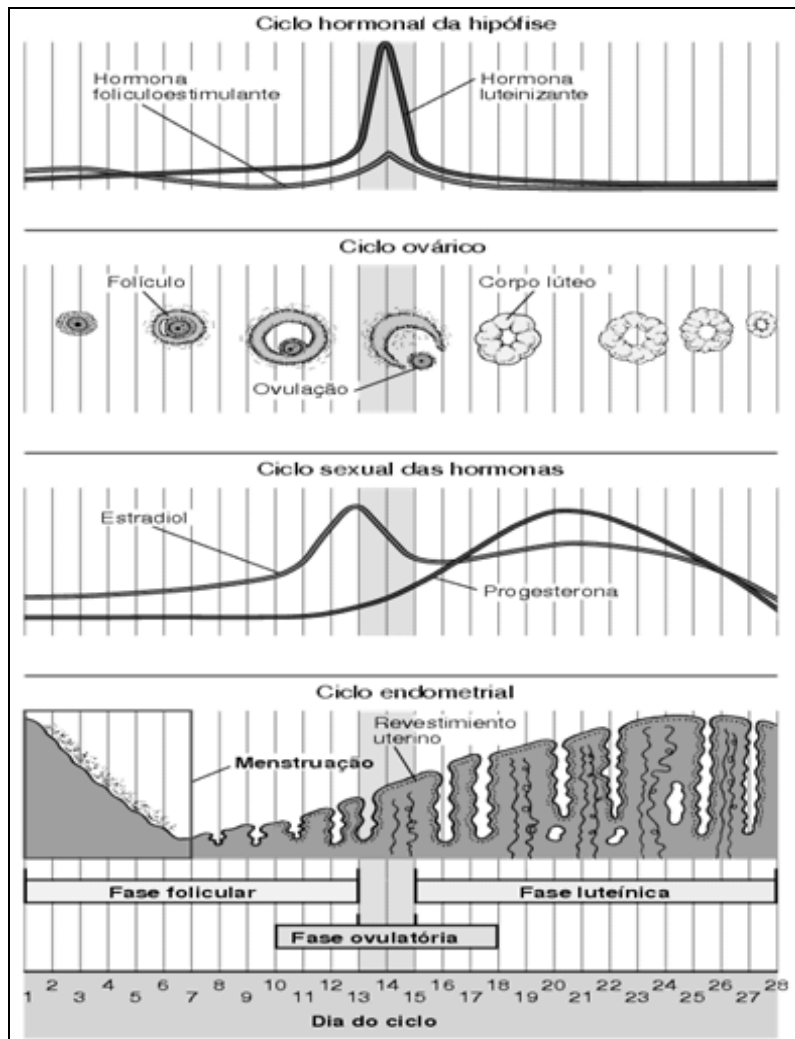 Ciclo hormonal da hipófise
Hormona
foliculoestimulante
Hormona
luteinizante
Ciclo ovárico
Folículo
Corpo lúteo
Ovulação
Ciclo sexual das hormonas
Estradiol
Progesterona
Ciclo endometrial
Revestimiento
uterino
Menstruação
Fase folicular
Fase luteínica
Fase ovulatória
1 2 3 4 5 6 7 8 9 10 11 12 13 14 15 16 17 18 19 20 21 22 23 24 25 26 27 28
Dia do ciclo